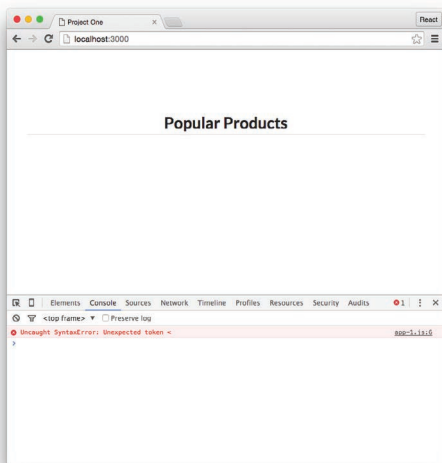 Project One
React
localhost:3000
Popular Products
Elements Console Sources Network Timeline Profiles Resources Security Audits 1
<top frame> Preserve log
Uncaught SyntaxError: Unexpected token < app-1.js:6